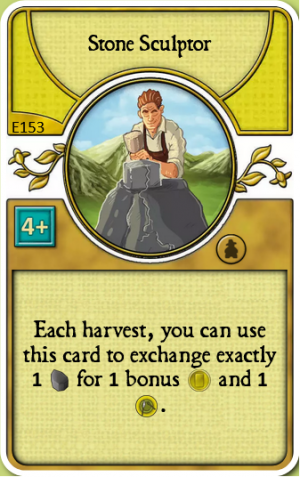 Stone Sculptor
E153
4+
Each harvest, you can use
this card to exchange exactly
1 for 1 bonus and 1
.